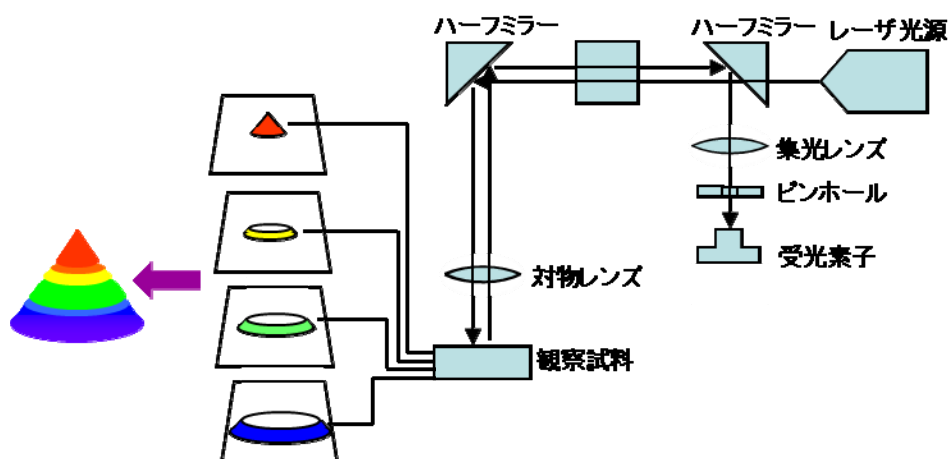 ハーフミラー
ハーフミラー
レーザ光源
集光レンズ
ピンホール
受光素子
対物レンズ
観察試料